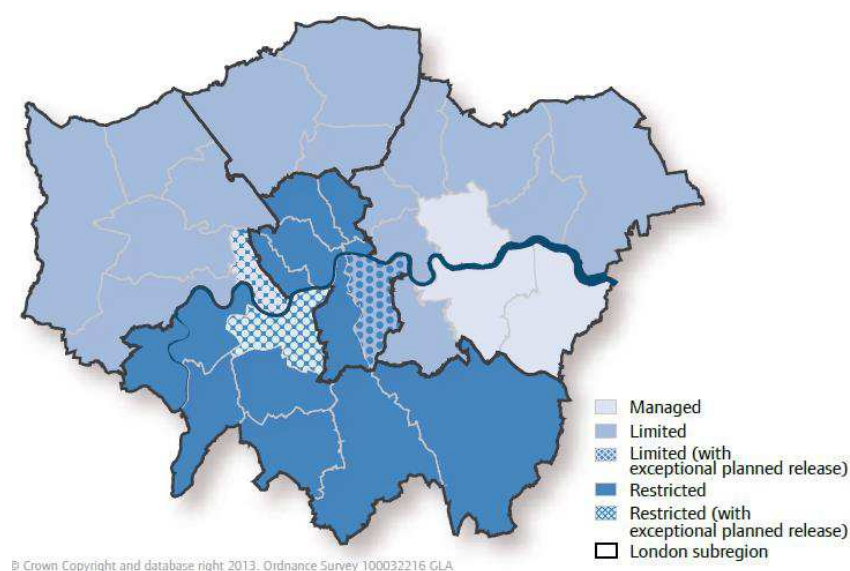 Managed
Limited
Limited (with
exceptional planned release)
Restricted
Restricted (with
exceptional planned release)
London subregion
© Crown Copyright and database right 2013. Ordnance Survey 100032216 GLA